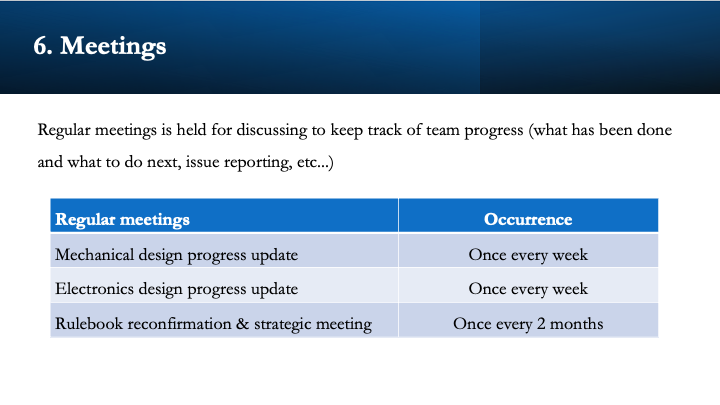 6. Meetings
Regular meetings is held for discussing to keep track of team progress (what has been done
and what to do next, issue reporting, etc...)
Regular meetings Occurrence
Mechanical design progress update Once every week
Electronics design progress update Once every week
Rulebook reconfirmation & strategic meeting Once every 2 months